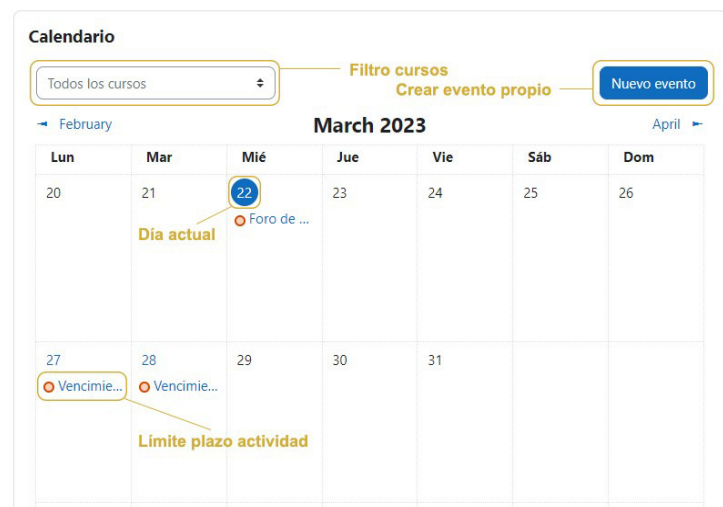 Calendario
Todos los cursos
Filtro cursos
Crear evento propio
Nuevo evento
February
March 2023
April
Lun Mar Mié Jue Vie Sáb Dom
20 21 22 23 24 25 26
Foro de ...
Día actual
27 28 29 30 31
Vencimie... Vencimie...
Límite plazo actividad